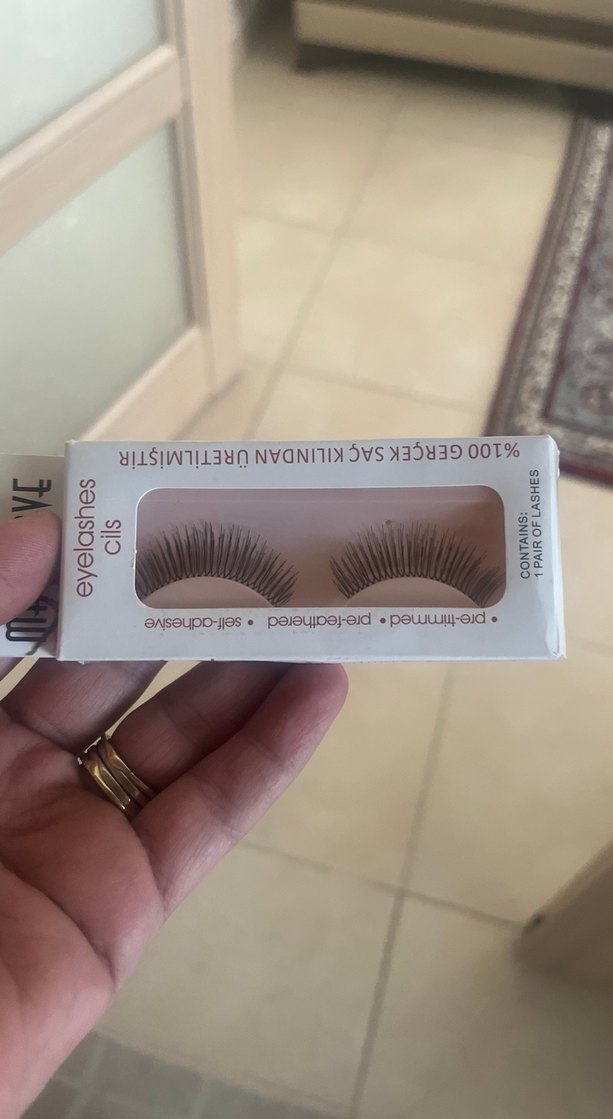 %100 GERÇEK SAÇ KILINDAN ÜRETİLMİŞTİR
eyelashes
cils
CONTAINS:
1 PAIR OF LASHES
• pre-trimmed • pre-feathered • self-adhesive